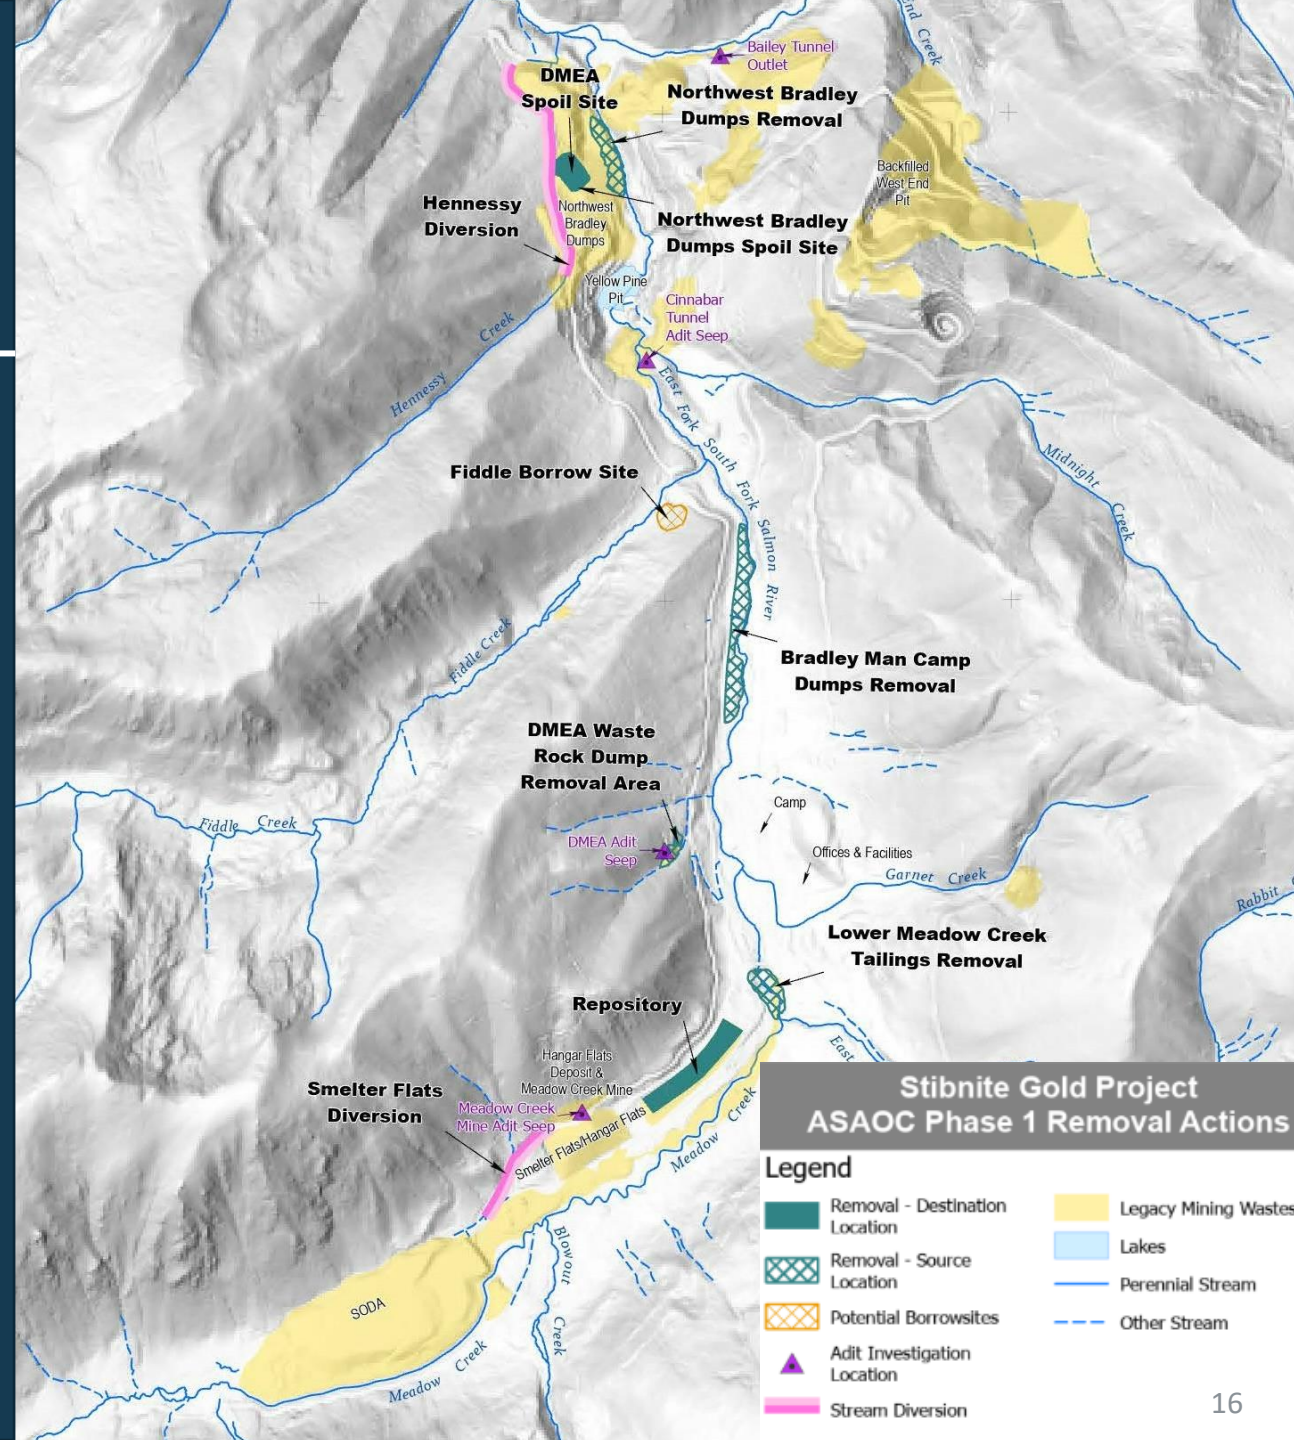 End Creek
Bailey Tunnel
Outlet
DMEA
Spoil Site
Northwest Bradley
Dumps Removal
Backfilled
West End
Pit
Hennessy
Diversion
Northwest
Bradley
Dumps
Northwest Bradley
Dumps Spoil Site
Yellow Pine
Pit
Cinnabar
Tunnel
Adit Seep
Hennessy Creek
East Fork South Fork Salmon River
Midnight Creek
Fiddle Borrow Site
Fiddle Creek
Bradley Man Camp
Dumps Removal
DMEA Waste
Rock Dump
Removal Area
Camp
Fiddle Creek
DMEA Adit
Seep
Offices & Facilities
Garnet Creek
Rabbit
Lower Meadow Creek
Tailings Removal
Repository
East
Hangar Flats
Deposit &
Meadow Creek Mine
Smelter Flats
Diversion
Meadow Creek
Mine Adit Seep
Smelter Flats/Hangar Flats
Meadow Creek
Blowout Creek
SODA
Meadow Creek
Stibnite Gold Project
ASAOC Phase 1 Removal Actions
Legend
Removal - Destination
Location
Removal - Source
Location
Potential Borrowsites
Adit Investigation
Location
Stream Diversion
Legacy Mining Wastes
Lakes
Perennial Stream
Other Stream
16